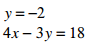 y = −2
4x − 3y = 18